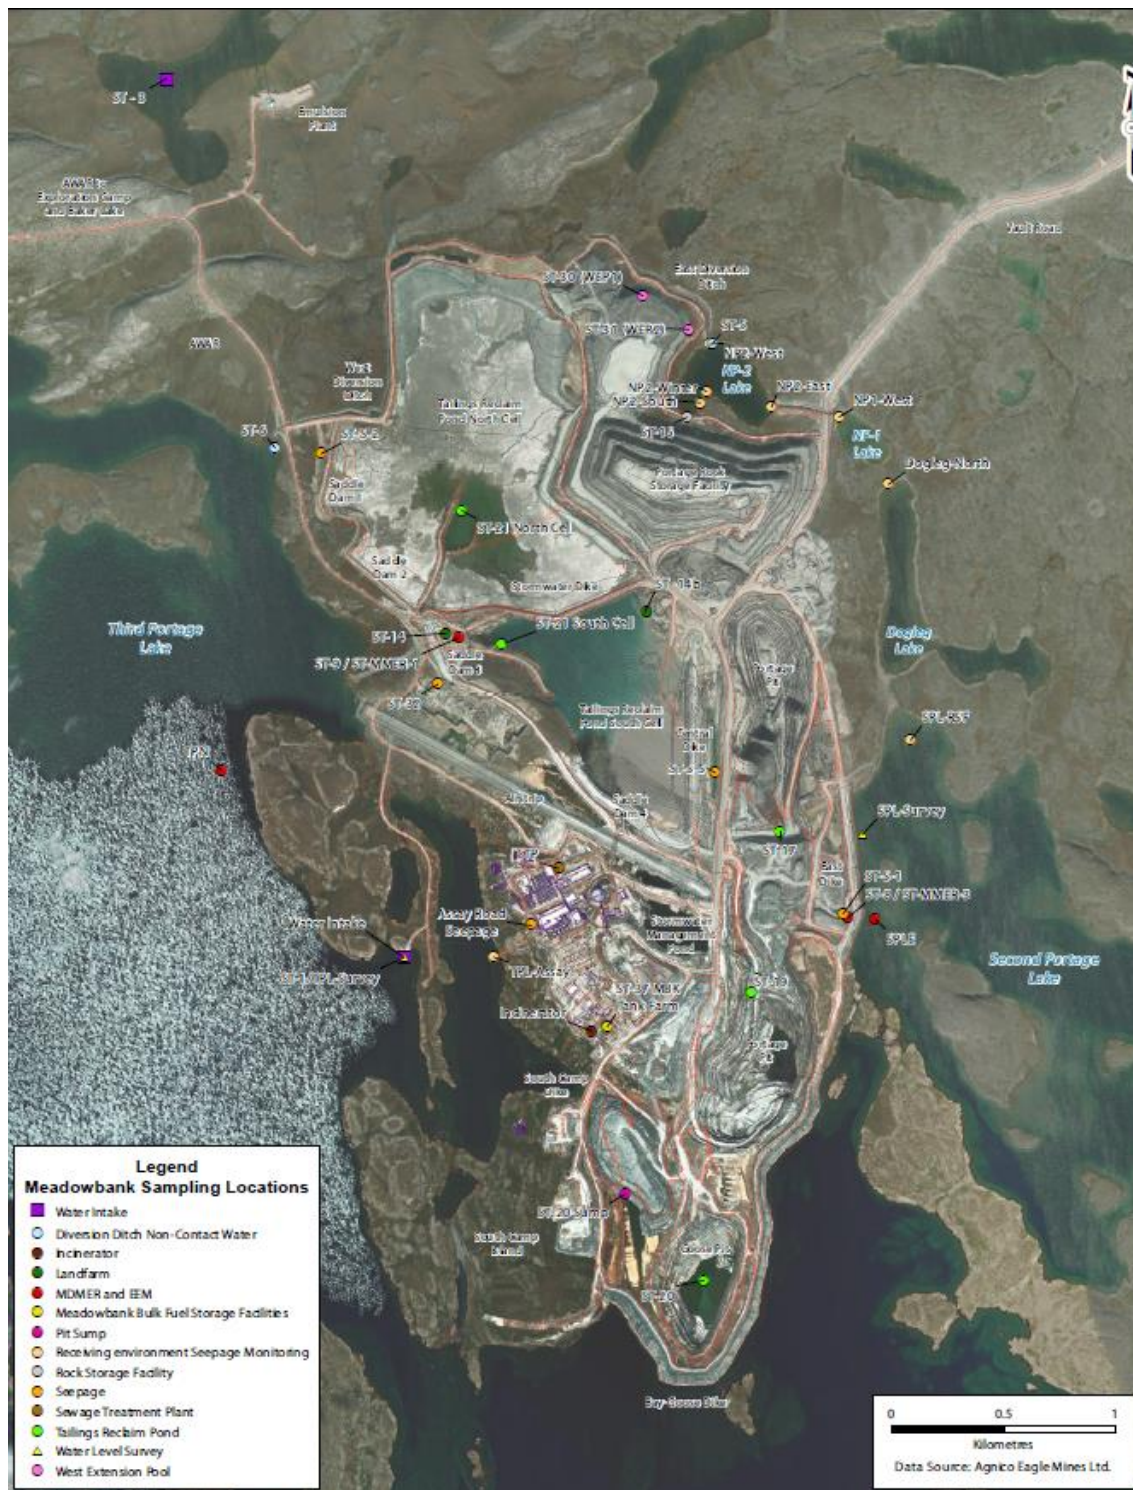 ST - 3
Emulsion
Plant
AWAR to
Exploration Camp
and Baker Lake
Vault Road
ST-30 (WEP1)
East Diversion
Ditch
ST-5
NP2-West
NP-2
Lake
AWAR
West
Diversion
Ditch
NP2-Winter
NP2-South
NP2-East
NP1-West
ST-16
NP-1
Lake
Tailings Reclaim
Pond North Cell
ST-6
ST-S-2
Dogleg-North
Portage Rock
Storage Facility
Saddle
Dam 1
ST-21 North Cell
Saddle
Dam 2
Stormwater Dike
ST-14b
Third Portage
Lake
ST-14
ST-21 South Cell
Dogleg
Lake
ST-9 / ST-MMER-1
Saddle
Dam 3
Portage
Pit
ST-32
Tailings Reclaim
Pond South Cell
SPL-RSF
Central
Dike
ST-S-5
Airstrip
Saddle
Dam 4
SPL-Survey
ST-17
STP
East
Dike
ST-S-1
ST-8 / ST-MMER-3
SPLE
Assay Road
Seepage
Stormwater
Management
Pond
Water Intake
Second Portage
Lake
TPL-Assay
ST-1/TPL-Survey
ST-37 MBK
Tank Farm
ST-19
Incinerator
Portage
Pit
South Camp
Dike
ST-20-Sump
South Camp
Island
Goose Pit
ST-20
Bay-Goose Dike
Legend
Meadowbank Sampling Locations
Water Intake
Diversion Ditch Non-Contact Water
Incinerator
Landfarm
MDMER and EEM
Meadowbank Bulk Fuel Storage Facilities
Pit Sump
Receiving environment Seepage Monitoring
Rock Storage Facility
Seepage
Sewage Treatment Plant
Tailings Reclaim Pond
Water Level Survey
West Extension Pool
0 0.5 1
Kilometres
Data Source: Agnico Eagle Mines Ltd.